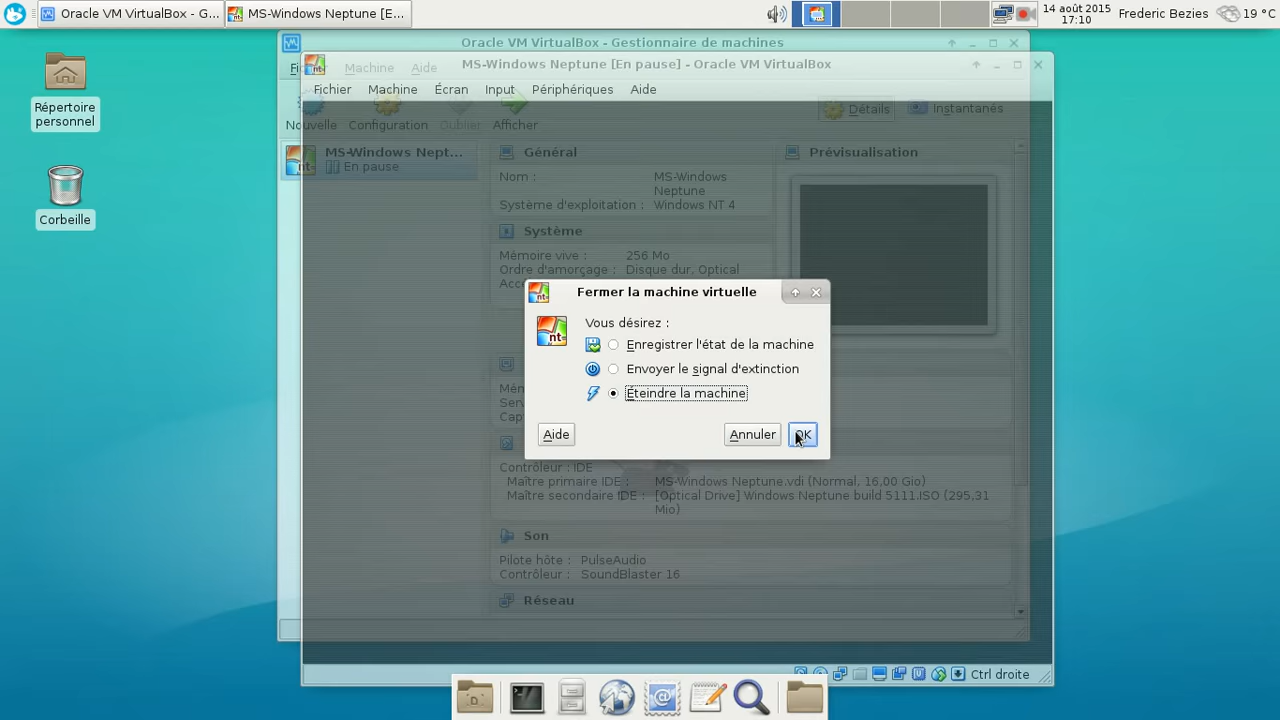 Oracle VM VirtualBox - G...
MS-Windows Neptune [E...
14 août 2015
17:10
Frederic Bezies
19 °C
Répertoire
personnel
Corbeille
Oracle VM VirtualBox - Gestionnaire de machines
Machine Aide
MS-Windows Neptune [En pause] - Oracle VM VirtualBox
Fichier Machine Écran Input Périphériques Aide
Nouvelle Configuration Oublier Afficher
Détails Instantanés
MS-Windows Nept...
En pause
Général
Nom : MS-Windows
Neptune
Système d'exploitation : Windows NT 4
Système
Mémoire vive : 256 Mo
Ordre d'amorçage : Disque dur, Optical
Prévisualisation
nt
Fermer la machine virtuelle
Vous désirez :
Enregistrer l'état de la machine
Envoyer le signal d'extinction
Éteindre la machine
Aide Annuler OK
Contrôleur : IDE
Maître primaire IDE : MS-Windows Neptune.vdi (Normal, 16,00 Gio)
Maître secondaire IDE : [Optical Drive] Windows Neptune build 5111.ISO (295,31
Mio)
Son
Pilote hôte : PulseAudio
Contrôleur : SoundBlaster 16
Réseau
Ctrl droite